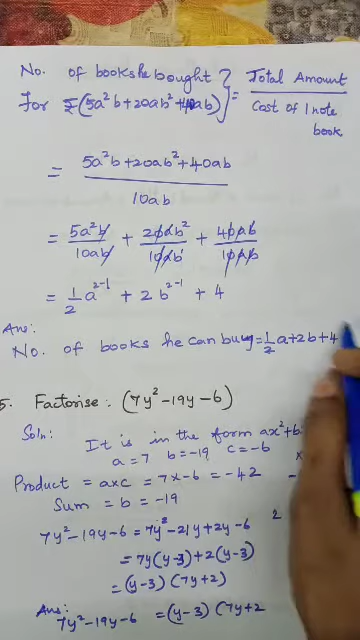 No. of books he bought } = Total Amount
For ₹(5a²b+20ab²+40ab) Cost of 1 note book
= 5a²b+20ab²+40ab / 10ab
= 5a²b/10ab + 20ab²/10ab + 40ab/10ab
= 1/2 a²⁻¹ + 2b²⁻¹ + 4
Ans:
No. of books he can buy = 1/2 a+2b+4
5. Factorise: (7y²-19y-6)
Soln: It is in the form ax²+b
a=7 b=-19 c=-6
Product = a×c = 7×-6 = -42
Sum = b = -19
7y²-19y-6 = 7y²-21y+2y-6
= 7y(y-3)+2(y-3)
= (y-3) (7y+2)
Ans:
7y²-19y-6 = (y-3) (7y+2